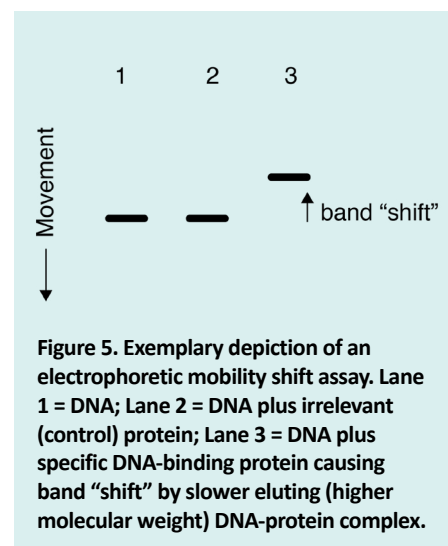 1 2 3
Movement
band “shift”
Figure 5. Exemplary depiction of an
electrophoretic mobility shift assay. Lane
1 = DNA; Lane 2 = DNA plus irrelevant
(control) protein; Lane 3 = DNA plus
specific DNA-binding protein causing
band “shift” by slower eluting (higher
molecular weight) DNA-protein complex.